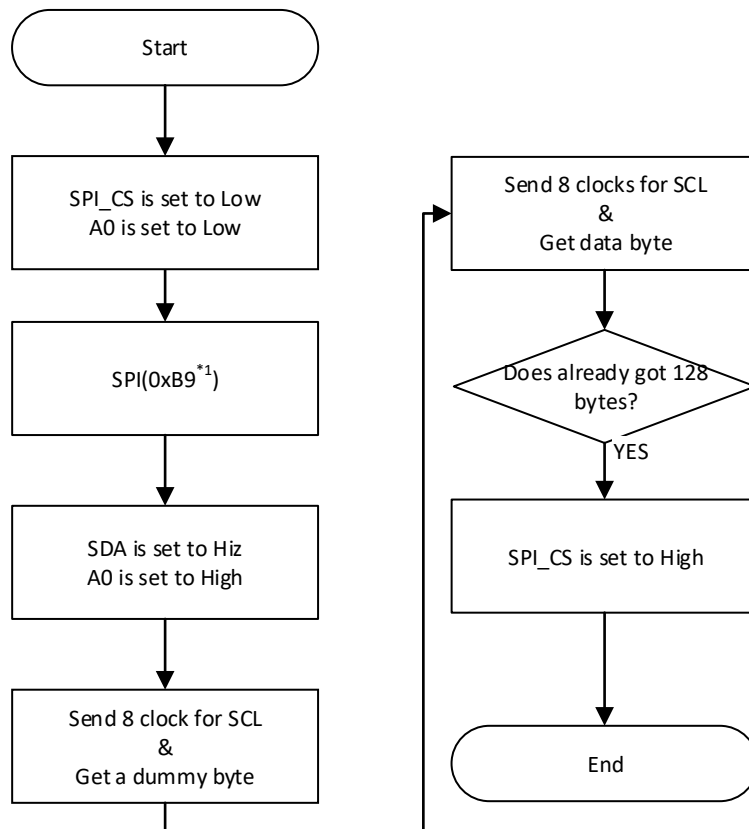 Start
SPI_CS is set to Low
A0 is set to Low
SPI(0xB9*1)
SDA is set to Hiz
A0 is set to High
Send 8 clock for SCL
&
Get a dummy byte
Send 8 clocks for SCL
&
Get data byte
Does already got 128
bytes?
YES
SPI_CS is set to High
End